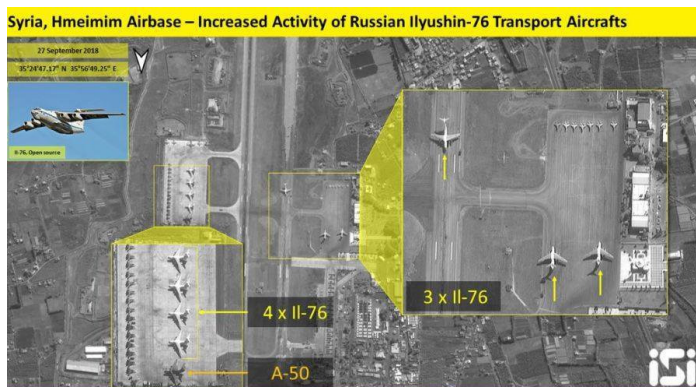 Syria, Hmeimim Airbase – Increased Activity of Russian Ilyushin-76 Transport Aircrafts
27 September 2018
35°24'47.17" N 35°56'49.25" E
Il-76, Open source
4 x Il-76
3 x Il-76
A-50
iSi